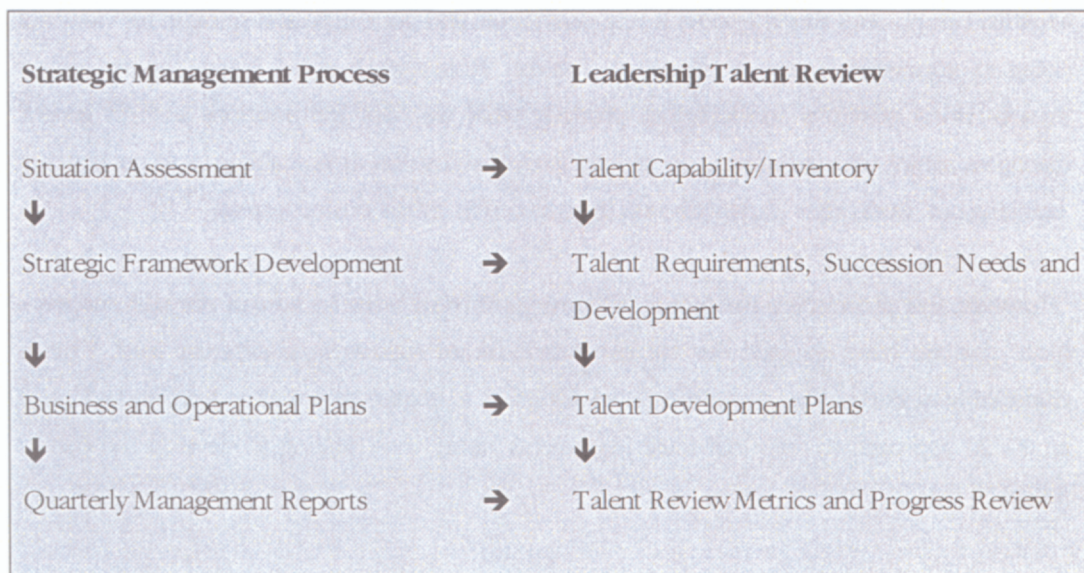 Strategic Management Process Leadership Talent Review
Situation Assessment → Talent Capability/Inventory
↓ ↓
Strategic Framework Development → Talent Requirements, Succession Needs and
Development
↓ ↓
Business and Operational Plans → Talent Development Plans
↓ ↓
Quarterly Management Reports → Talent Review Metrics and Progress Review